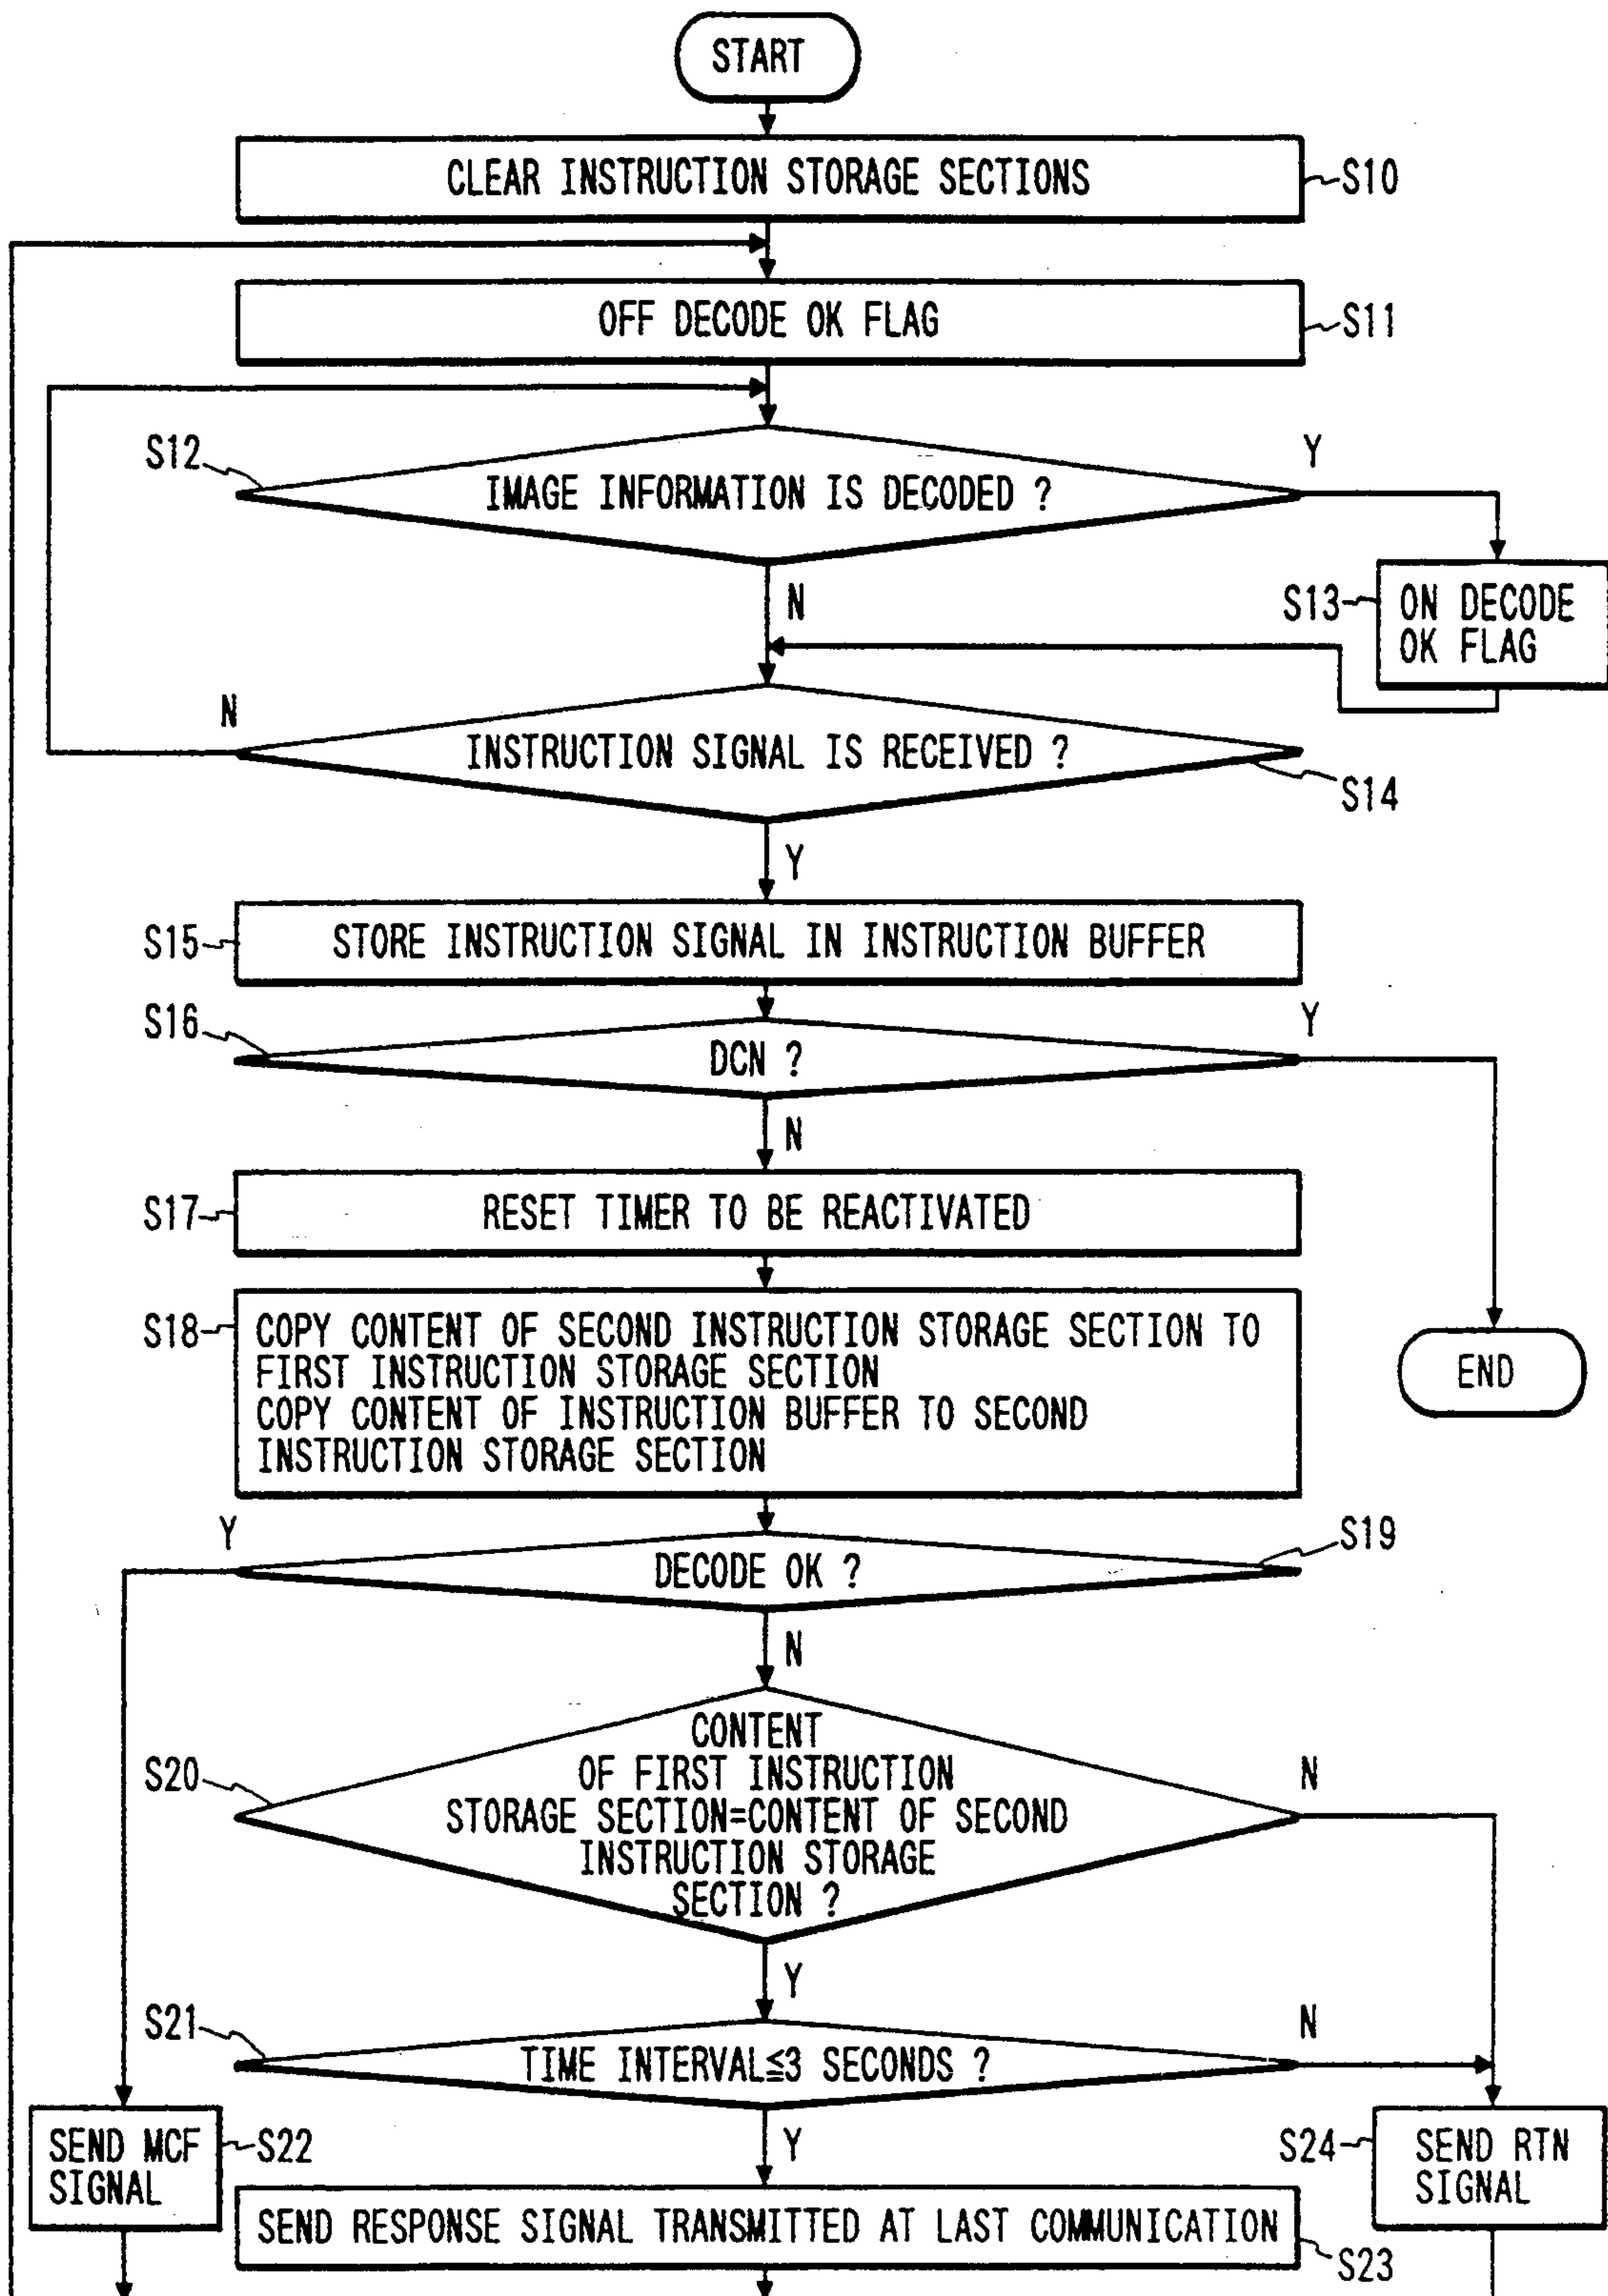 START
CLEAR INSTRUCTION STORAGE SECTIONS
S10
OFF DECODE OK FLAG
S11
S12
IMAGE INFORMATION IS DECODED ?
Y
N
S13
ON DECODE
OK FLAG
N
INSTRUCTION SIGNAL IS RECEIVED ?
S14
Y
S15
STORE INSTRUCTION SIGNAL IN INSTRUCTION BUFFER
S16
DCN ?
Y
N
S17
RESET TIMER TO BE REACTIVATED
S18
COPY CONTENT OF SECOND INSTRUCTION STORAGE SECTION TO
FIRST INSTRUCTION STORAGE SECTION
COPY CONTENT OF INSTRUCTION BUFFER TO SECOND
INSTRUCTION STORAGE SECTION
END
Y
DECODE OK ?
S19
N
S20
CONTENT
OF FIRST INSTRUCTION
STORAGE SECTION=CONTENT OF SECOND
INSTRUCTION STORAGE
SECTION ?
N
Y
S21
TIME INTERVAL≦3 SECONDS ?
N
Y
SEND MCF
SIGNAL
S22
S24
SEND RTN
SIGNAL
SEND RESPONSE SIGNAL TRANSMITTED AT LAST COMMUNICATION
S23